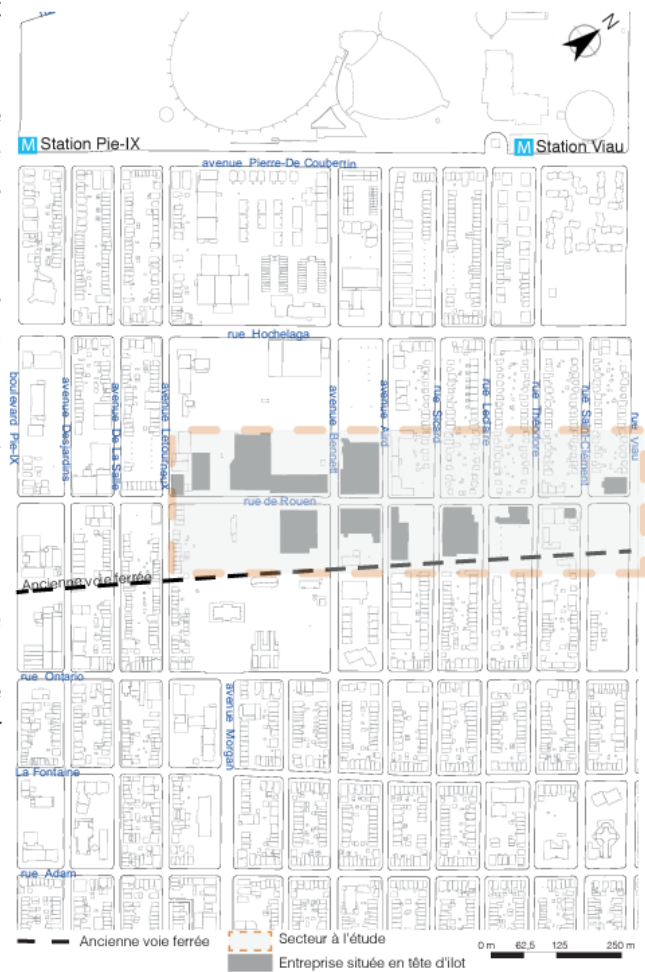 N
M Station Pie-IX
M Station Viau
avenue Pierre-De Coubertin
rue Hochelaga
boulevard Pie-IX
avenue Desjardins
avenue De La Salle
avenue Letourneux
avenue Bennett
avenue Aird
rue Sicard
rue Leclaire
rue Théodore
rue Saint-Clément
rue Viau
rue de Rouen
Ancienne voie ferrée
rue Ontario
avenue Morgan
La Fontaine
rue Adam
Ancienne voie ferrée
Secteur à l'étude
Entreprise située en tête d'ilot
0 m 62,5 125 250 m